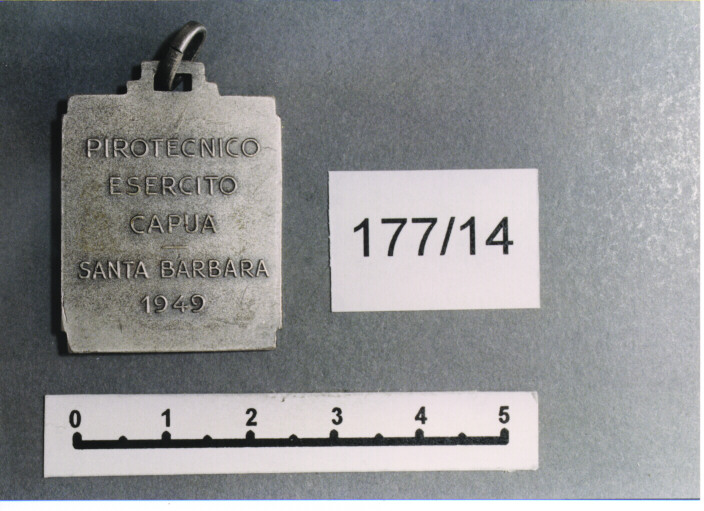 PIROTECNICO
ESERCITO
CAPUA
SANTA BARBARA
1949
177/14
0 1 2 3 4 5